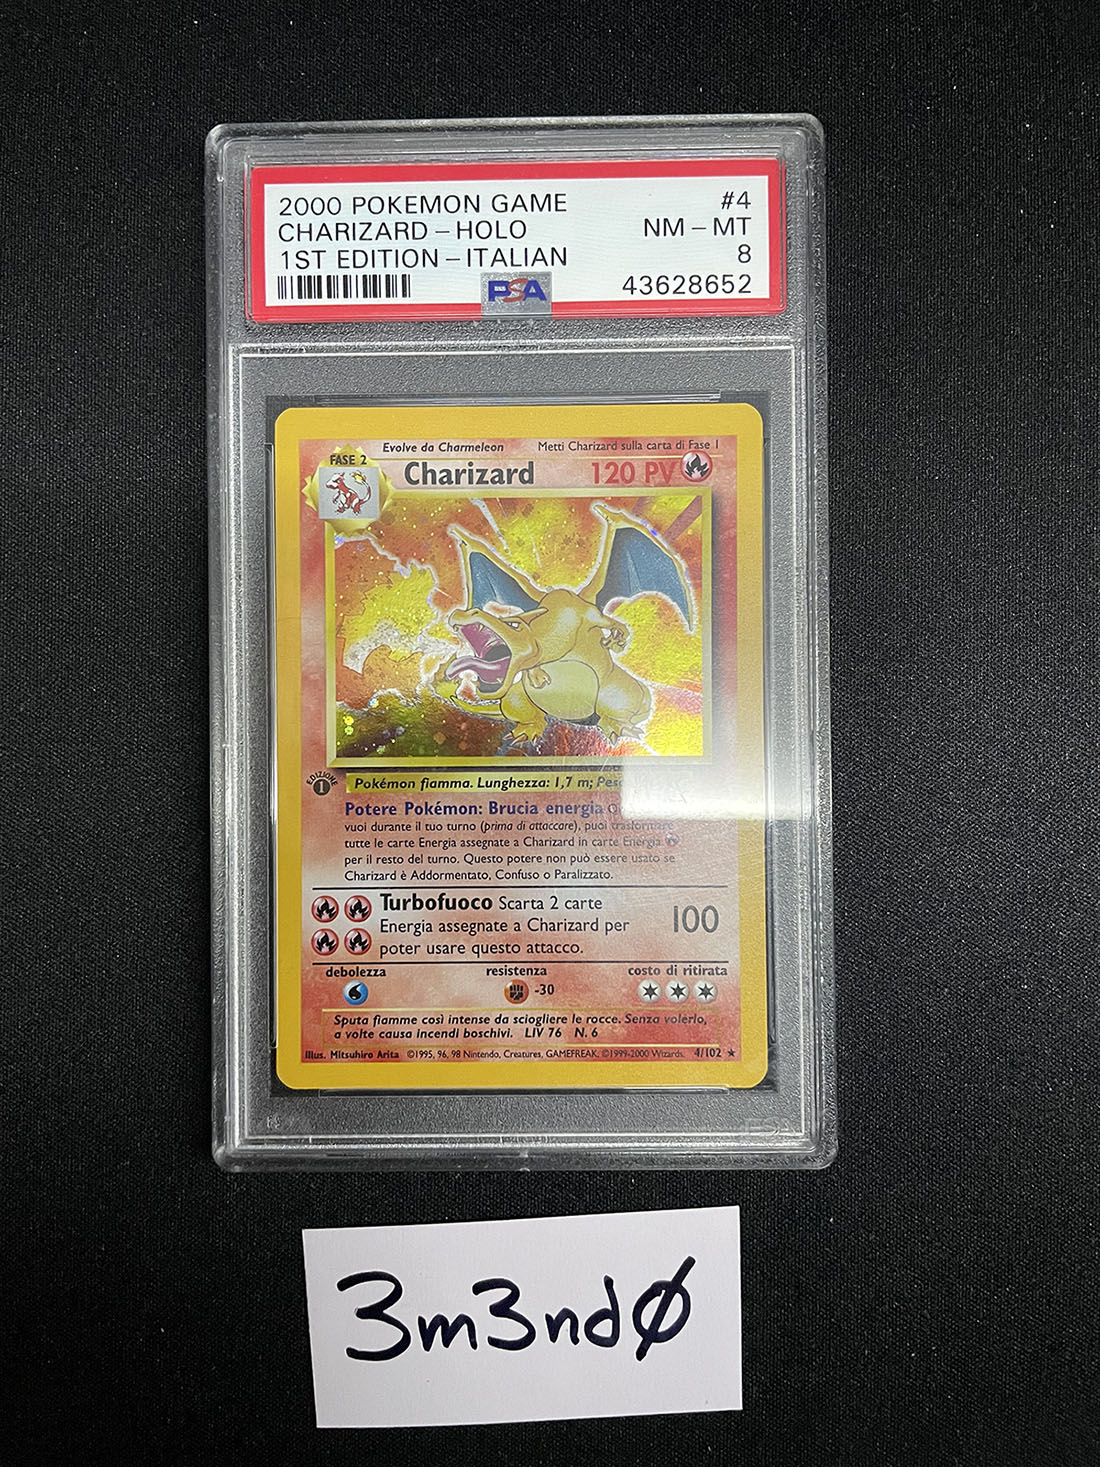 2000 POKEMON GAME #4
CHARIZARD - HOLO NM - MT
1ST EDITION - ITALIAN 8
PSA 43628652
Evolve da Charmeleon Metti Charizard sulla carta di Fase 1
FASE 2
Charizard 120 PV
EDIZIONE
1
Pokémon fiamma. Lunghezza: 1,7 m;
Potere Pokémon: Brucia energia
vuoi durante il tuo turno (prima di attaccare), puoi trasformare
tutte le carte Energia assegnate a Charizard in carte Energia
per il resto del turno. Questo potere non può essere usato se
Charizard è Addormentato, Confuso o Paralizzato.
Turbofuoco Scarta 2 carte
Energia assegnate a Charizard per 100
poter usare questo attacco.
debolezza resistenza costo di ritirata
-30
Sputa fiamme così intense da sciogliere le rocce. Senza volerlo,
a volte causa incendi boschivi. LIV 76 N. 6
Illus. Mitsuhiro Arita ©1995, 96, 98 Nintendo, Creatures, GAMEFREAK. ©1999-2000 Wizards. 4/102 ★
3m3ndØ